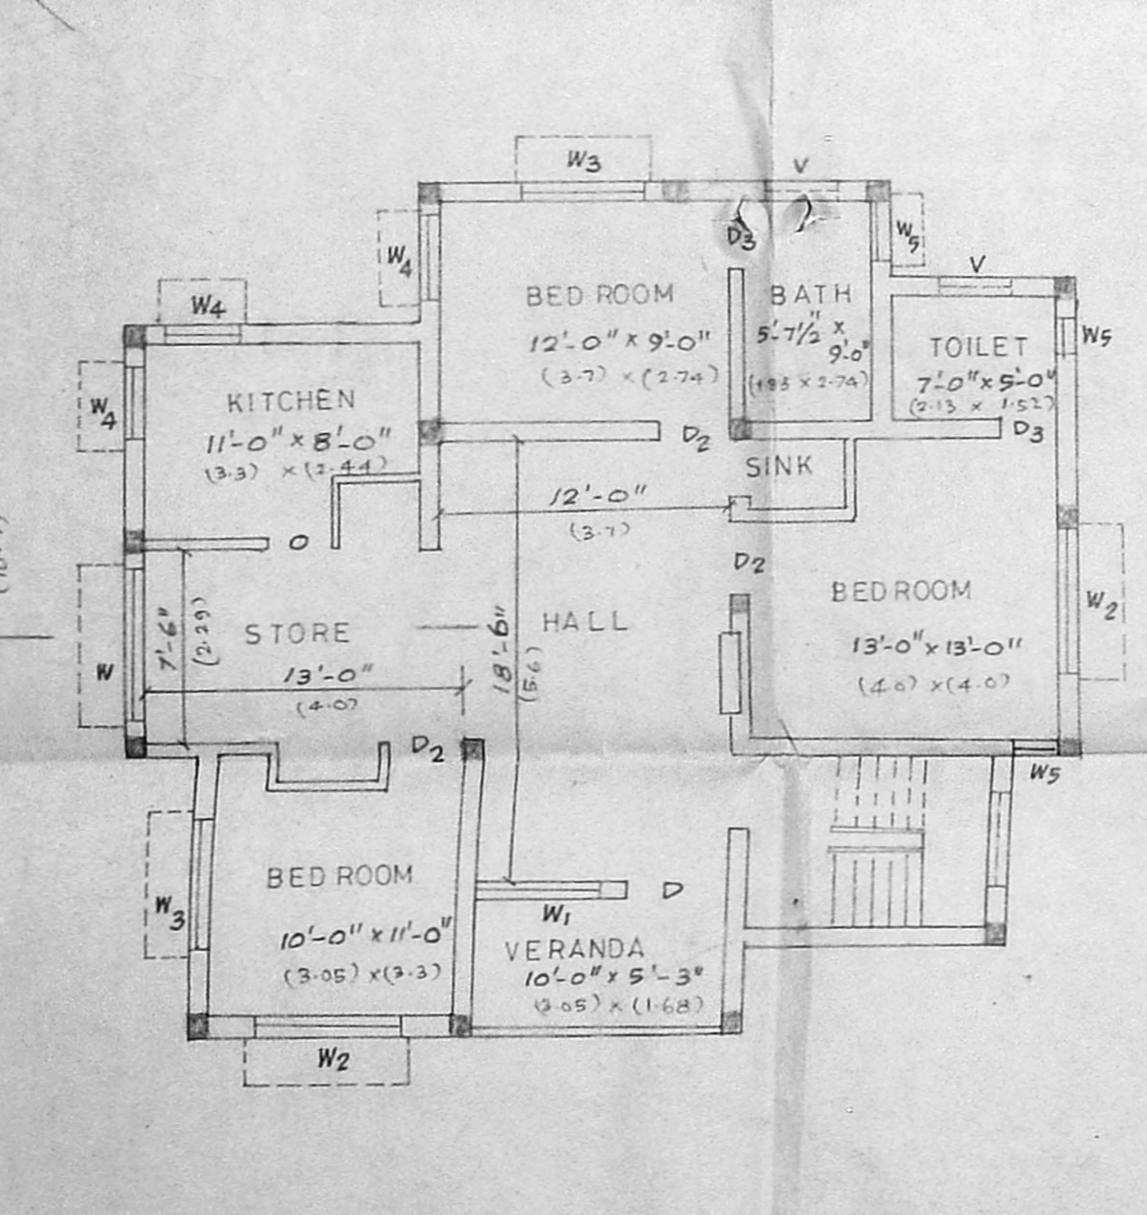 W3
V
D3
W5
W4
V
BED ROOM
12'-0" x 9'-0"
(3.7) x (2.74)
BATH
5'-7½" x
9'-0"
(1.93 x 2.74)
W4
W5
TOILET
7'-0" x 5'-0"
(2.13 x 1.52)
W4
KITCHEN
11'-0" x 8'-0"
(3.3) x (2.44)
D2
D3
SINK
12'-0"
(3.7)
O
D2
BED ROOM
13'-0" x 13'-0"
(4.0) x (4.0)
W2
7'-6"
(2.29)
STORE
HALL
18'-6"
(5.6)
W
13'-0"
(4.0)
D2
W5
BED ROOM
10'-0" x 11'-0"
(3.05) x (3.3)
W3
D
W1
VERANDA
10'-0" x 5'-3"
(3.05) x (1.68)
W2